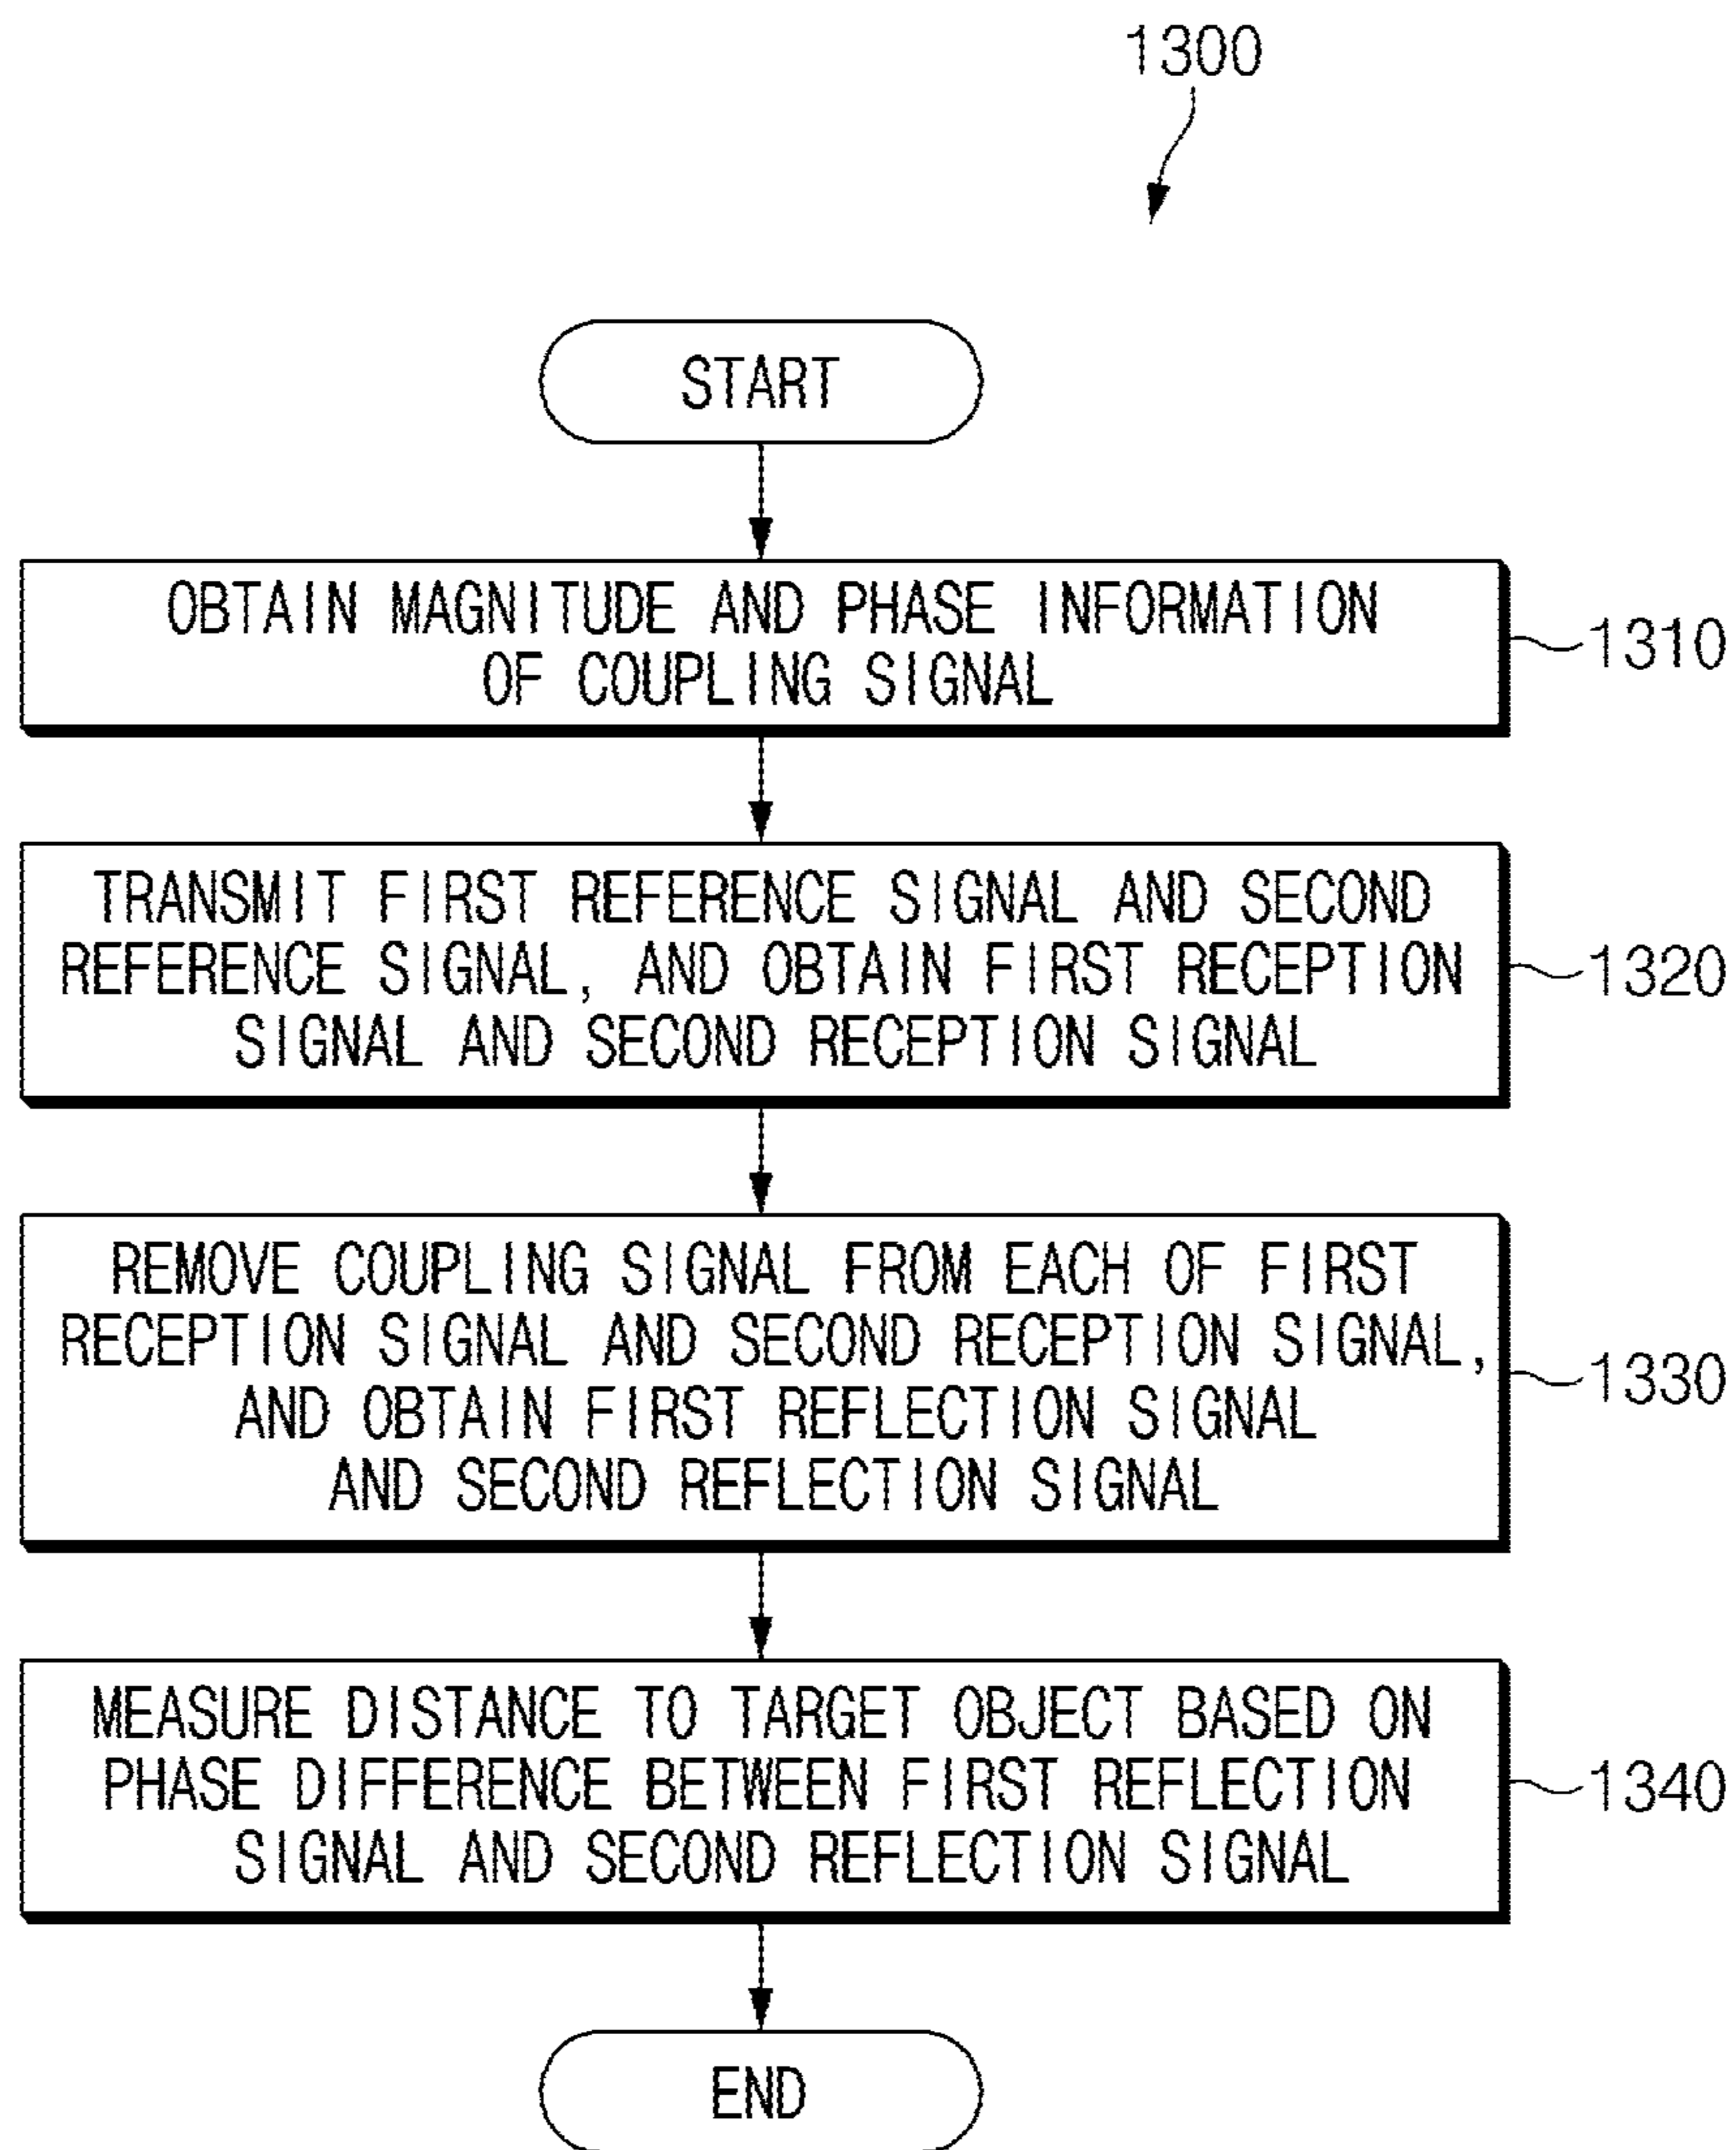 1300
START
OBTAIN MAGNITUDE AND PHASE INFORMATION
OF COUPLING SIGNAL
1310
TRANSMIT FIRST REFERENCE SIGNAL AND SECOND
REFERENCE SIGNAL, AND OBTAIN FIRST RECEPTION
SIGNAL AND SECOND RECEPTION SIGNAL
1320
REMOVE COUPLING SIGNAL FROM EACH OF FIRST
RECEPTION SIGNAL AND SECOND RECEPTION SIGNAL,
AND OBTAIN FIRST REFLECTION SIGNAL
AND SECOND REFLECTION SIGNAL
1330
MEASURE DISTANCE TO TARGET OBJECT BASED ON
PHASE DIFFERENCE BETWEEN FIRST REFLECTION
SIGNAL AND SECOND REFLECTION SIGNAL
1340
END